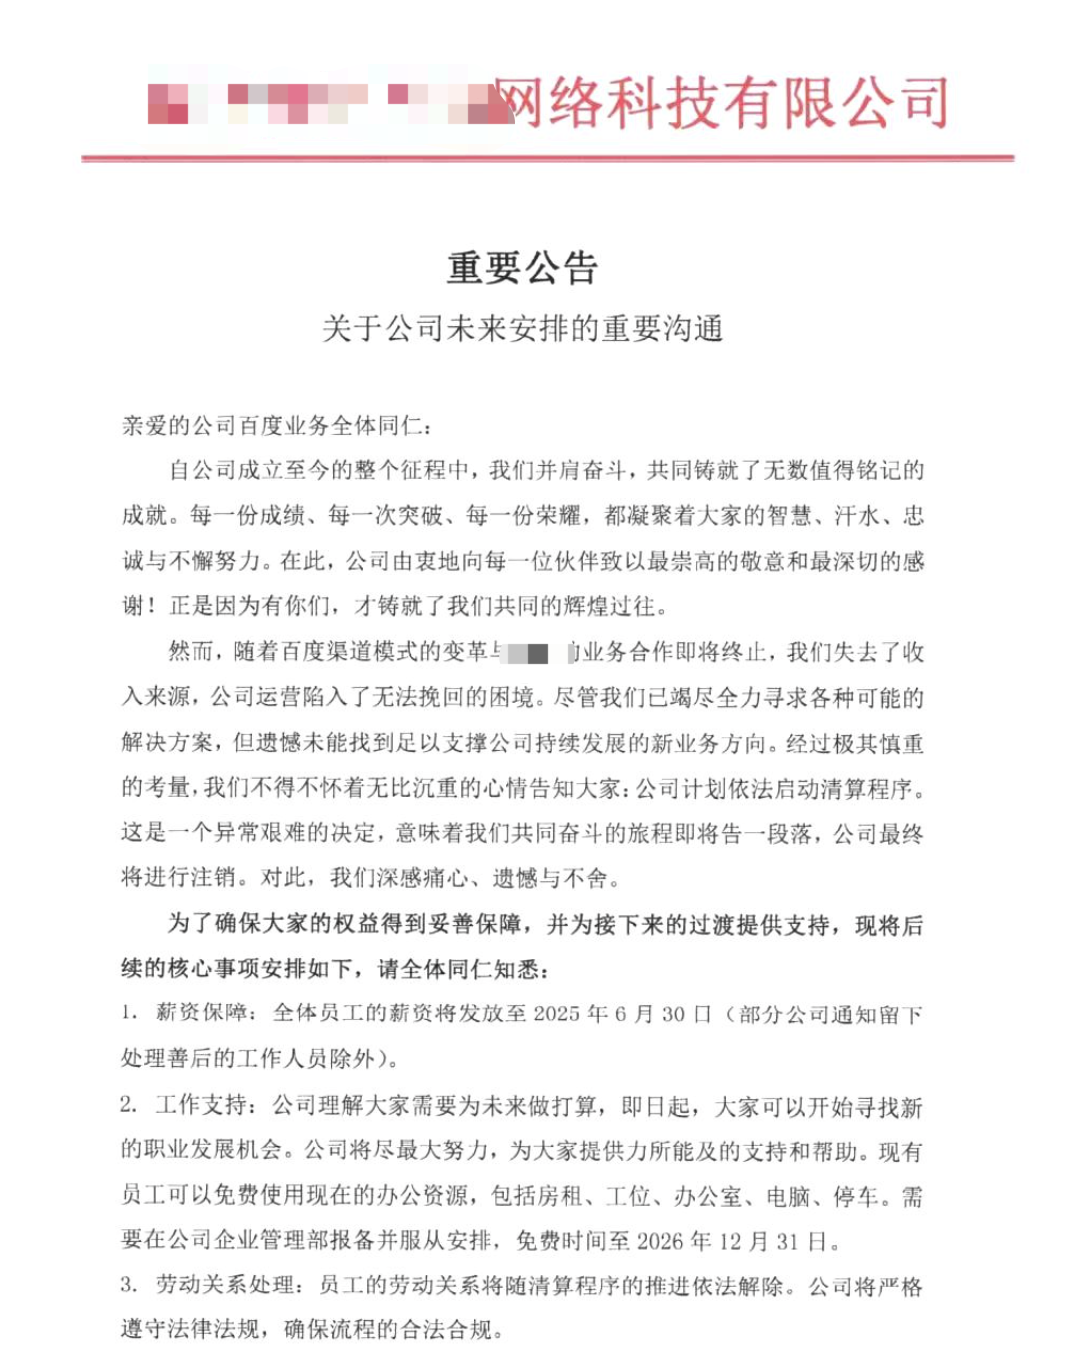 网络科技有限公司
重要公告
关于公司未来安排的重要沟通
亲爱的公司百度业务全体同仁：
自公司成立至今的整个征程中，我们并肩奋斗，共同铸就了无数值得铭记的
成就。每一份成绩、每一次突破、每一份荣耀，都凝聚着大家的智慧、汗水、忠
诚与不懈努力。在此，公司由衷地向每一位伙伴致以最崇高的敬意和最深切的感
谢！正是因为有你们，才铸就了我们共同的辉煌过往。
然而，随着百度渠道模式的变革与 的业务合作即将终止，我们失去了收
入来源，公司运营陷入了无法挽回的困境。尽管我们已竭尽全力寻求各种可能的
解决方案，但遗憾未能找到足以支撑公司持续发展的新业务方向。经过极其慎重
的考量，我们不得不怀着无比沉重的心情告知大家：公司计划依法启动清算程序。
这是一个异常艰难的决定，意味着我们共同奋斗的旅程即将告一段落，公司最终
将进行注销。对此，我们深感痛心、遗憾与不舍。
为了确保大家的权益得到妥善保障，并为接下来的过渡提供支持，现将后
续的核心事项安排如下，请全体同仁知悉：
1. 薪资保障：全体员工的薪资将发放至 2025 年 6 月 30 日（部分公司通知留下
处理善后的工作人员除外）。
2. 工作支持：公司理解大家需要为未来做打算，即日起，大家可以开始寻找新
的职业发展机会。公司将尽最大努力，为大家提供力所能及的支持和帮助。现有
员工可以免费使用现在的办公资源，包括房租、工位、办公室、电脑、停车。需
要在公司企业管理部报备并服从安排，免费时间至 2026 年 12 月 31 日。
3. 劳动关系处理：员工的劳动关系将随清算程序的推进依法解除。公司将严格
遵守法律法规，确保流程的合法合规。